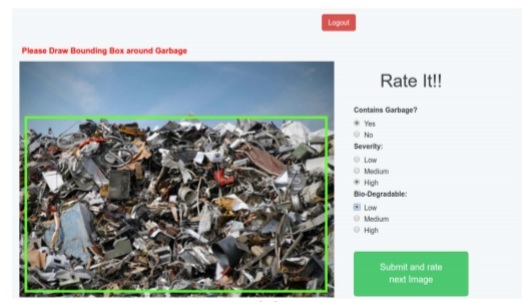 Logout
Please Draw Bounding Box around Garbage
Rate It!!
Contains Garbage?
Yes
No
Severity:
Low
Medium
High
Bio-Degradable:
Low
Medium
High
Submit and rate
next Image